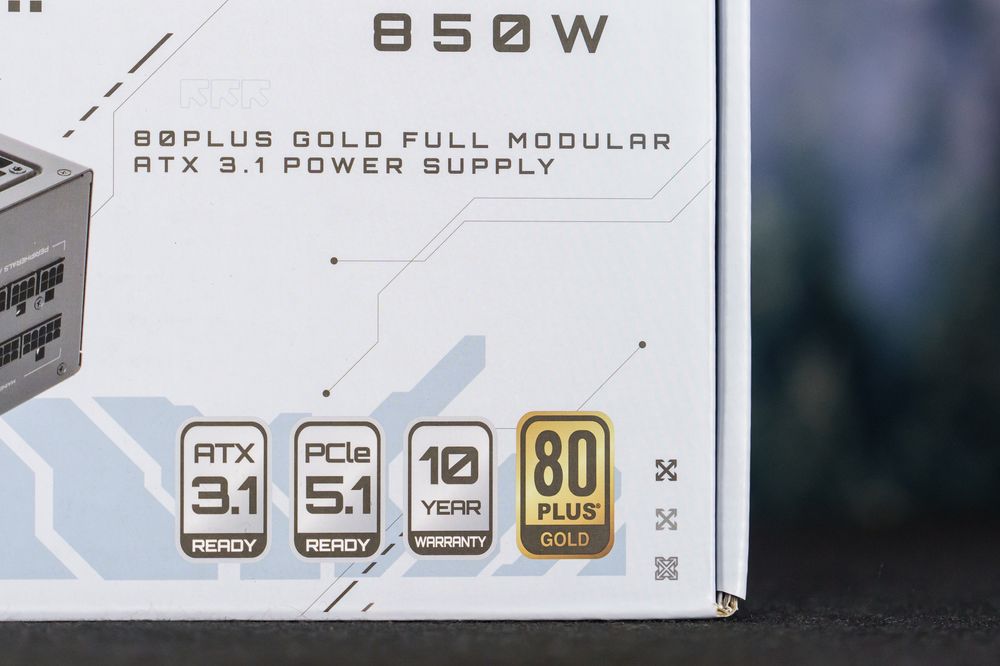 850W
80PLUS GOLD FULL MODULAR
ATX 3.1 POWER SUPPLY
PERIPHERALS /
ATX
3.1
READY
PCIe
5.1
READY
10
YEAR
WARRANTY
80
PLUS®
GOLD